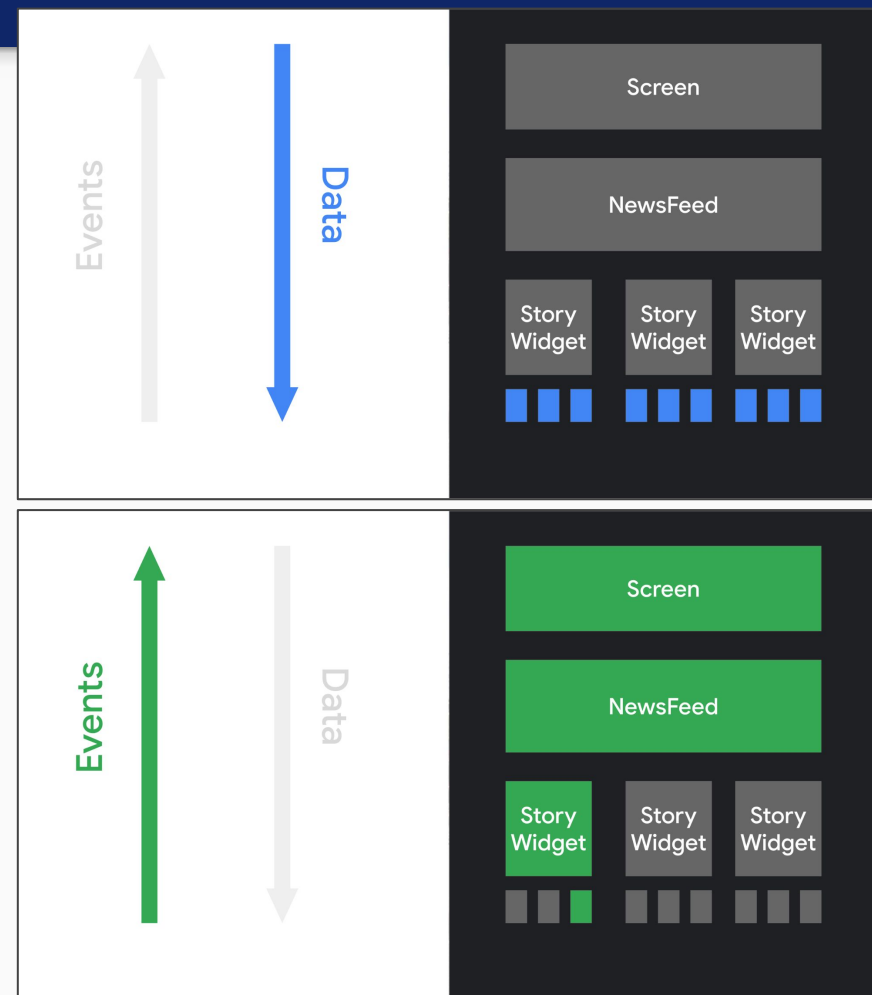 Events
Data
Screen
NewsFeed
Story
Widget
Story
Widget
Story
Widget
Events
Data
Screen
NewsFeed
Story
Widget
Story
Widget
Story
Widget